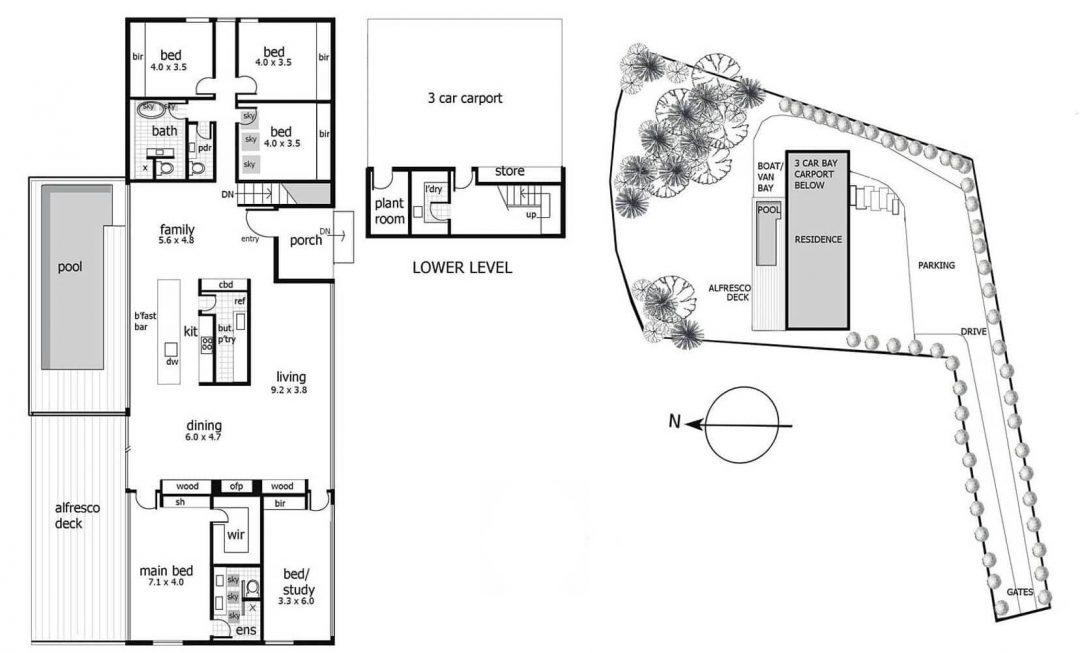 bir
bed
4.0 x 3.5
bed
4.0 x 3.5
bir
sky
sky
bath
x
pdr
sky
sky
sky
bed
4.0 x 3.5
bir
DN
family
5.6 x 4.8
entry
porch
DN
pool
cbd
ref
b'fast
bar
kit
but.
p'try
dw
living
9.2 x 3.8
dining
6.0 x 4.7
wood
ofp
wood
sh
bir
alfresco
deck
wir
main bed
7.1 x 4.0
sky
sky
sky
x
ens
bed/
study
3.3 x 6.0
3 car carport
store
plant
room
l'dry
up
LOWER LEVEL
BOAT/
VAN
BAY
3 CAR BAY
CARPORT
BELOW
POOL
RESIDENCE
PARKING
ALFRESCO
DECK
DRIVE
N
GATES